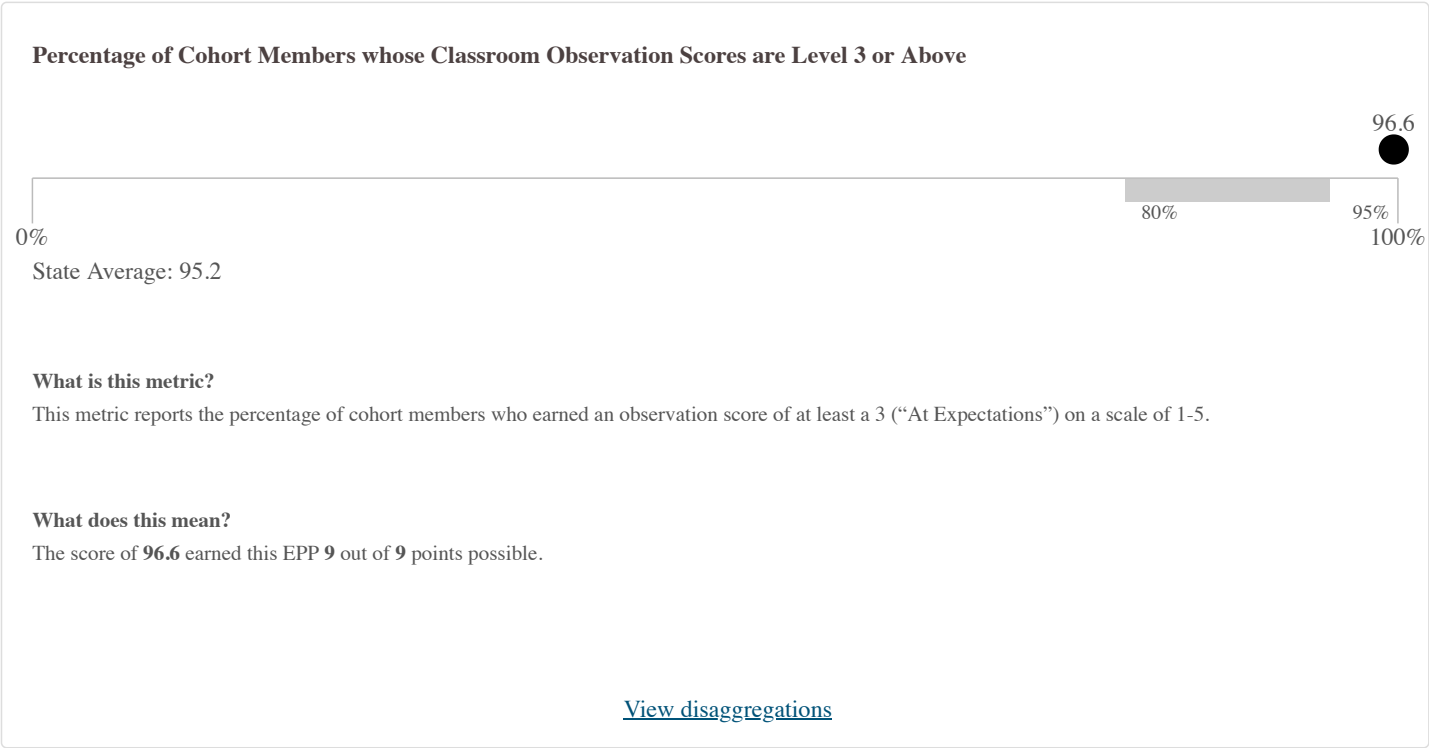 Percentage of Cohort Members whose Classroom Observation Scores are Level 3 or Above
96.6
80%
95%
0%
100%
State Average: 95.2
What is this metric?
This metric reports the percentage of cohort members who earned an observation score of at least a 3 (“At Expectations”) on a scale of 1-5.
What does this mean?
The score of 96.6 earned this EPP 9 out of 9 points possible.
View disaggregations